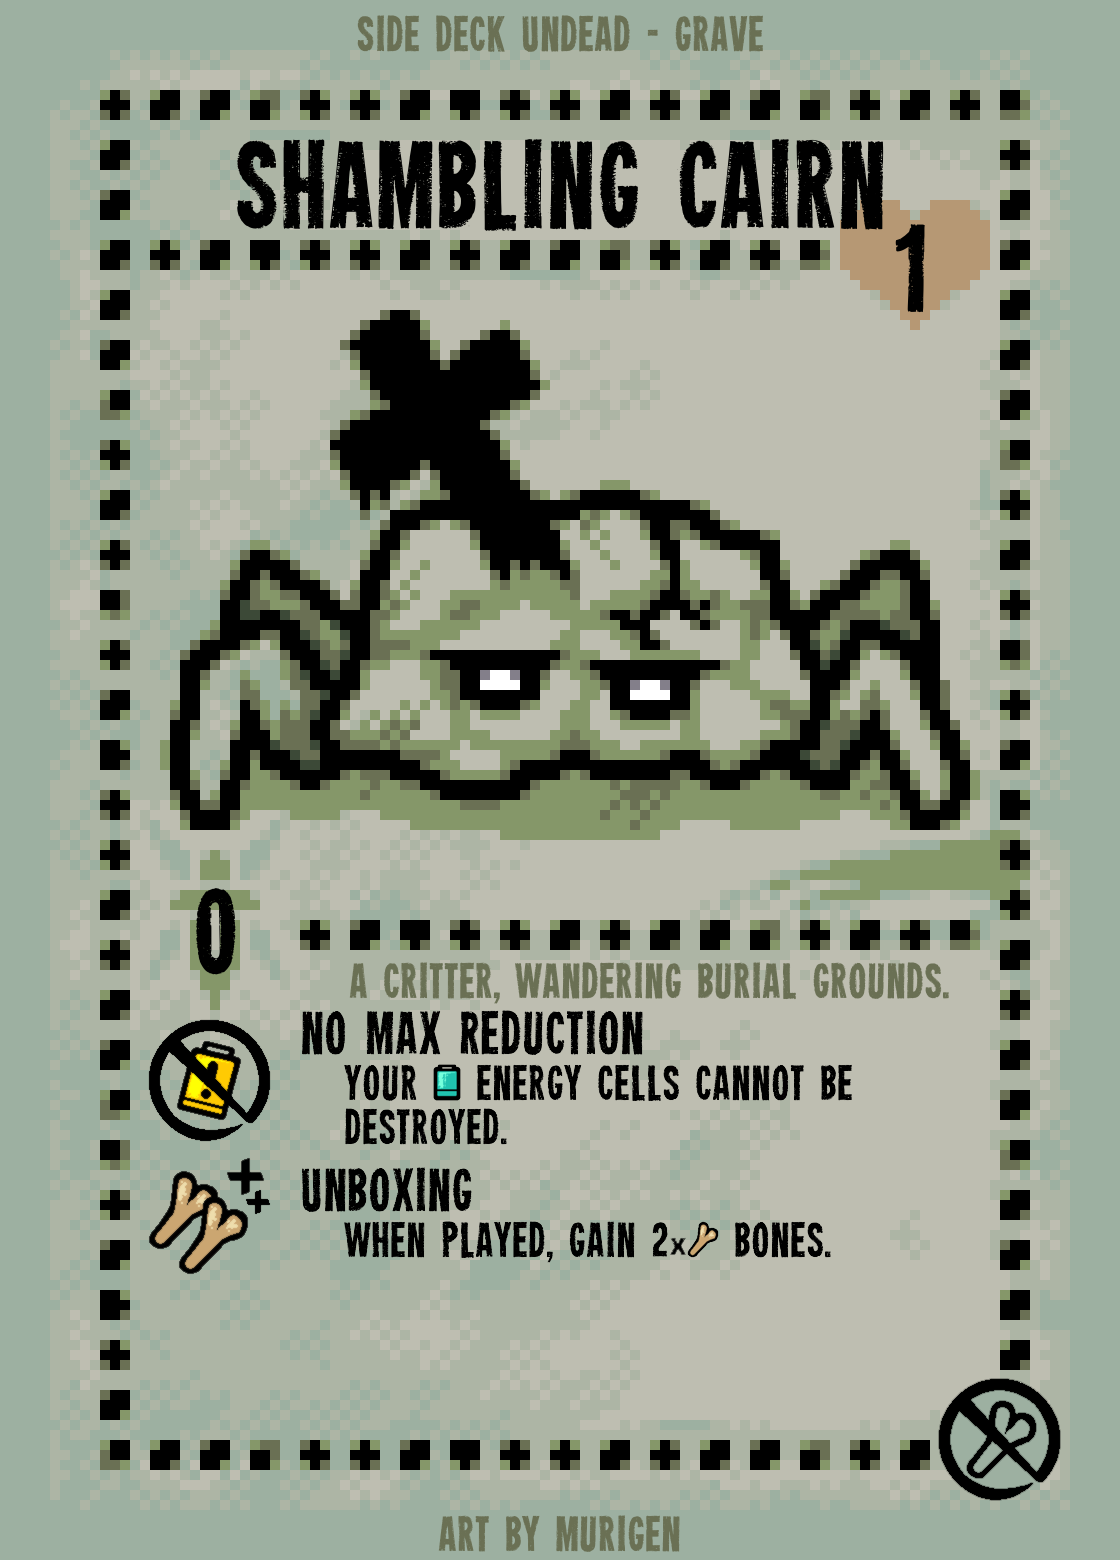 SIDE DECK UNDEAD - GRAVE
SHAMBLING CAIRN
1
0
A CRITTER, WANDERING BURIAL GROUNDS.
NO MAX REDUCTION
YOUR ENERGY CELLS CANNOT BE
DESTROYED.
UNBOXING
WHEN PLAYED, GAIN 2x BONES.
ART BY MURIGEN